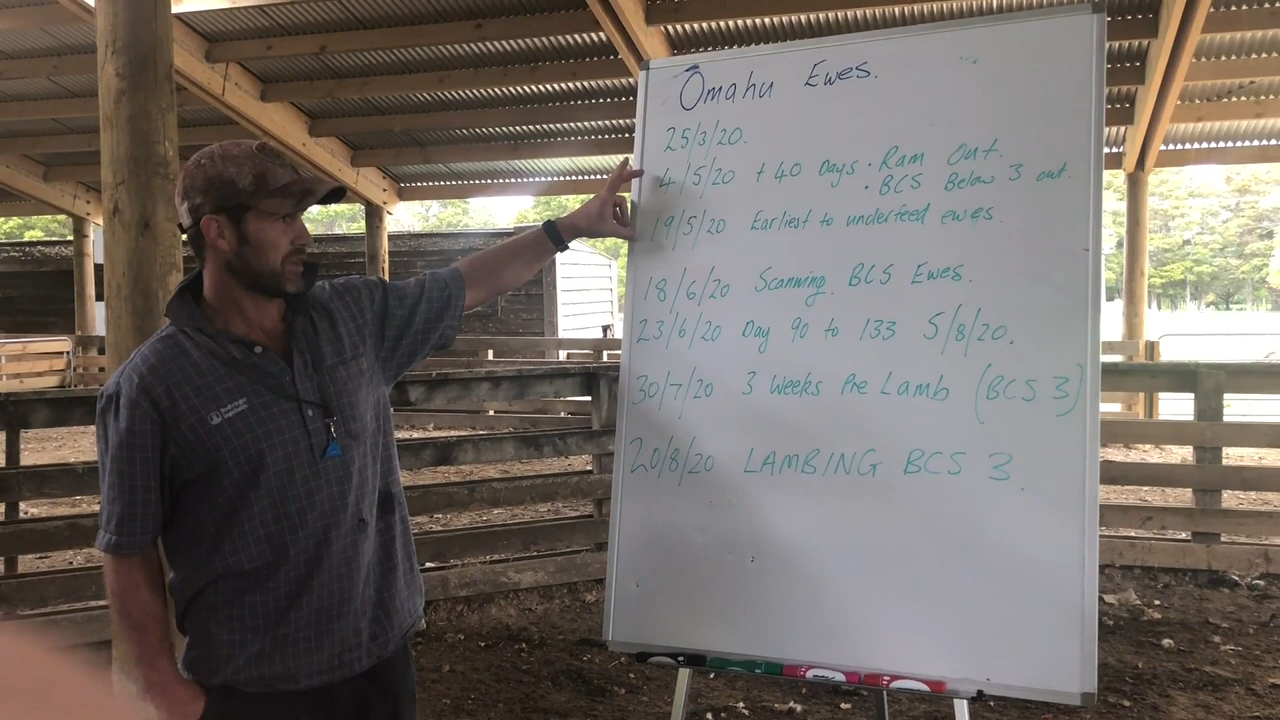 Omahu Ewes.
25/3/20.
4/5/20 + 40 Days • Ram Out.
• BCS Below 3 out.
19/5/20 Earliest to underfeed ewes.
18/6/20 Scanning BCS Ewes.
23/6/20 Day 90 to 133 5/8/20.
30/7/20 3 Weeks Pre Lamb (BCS 3)
20/8/20 LAMBING BCS 3.
Boehringer
Ingelheim